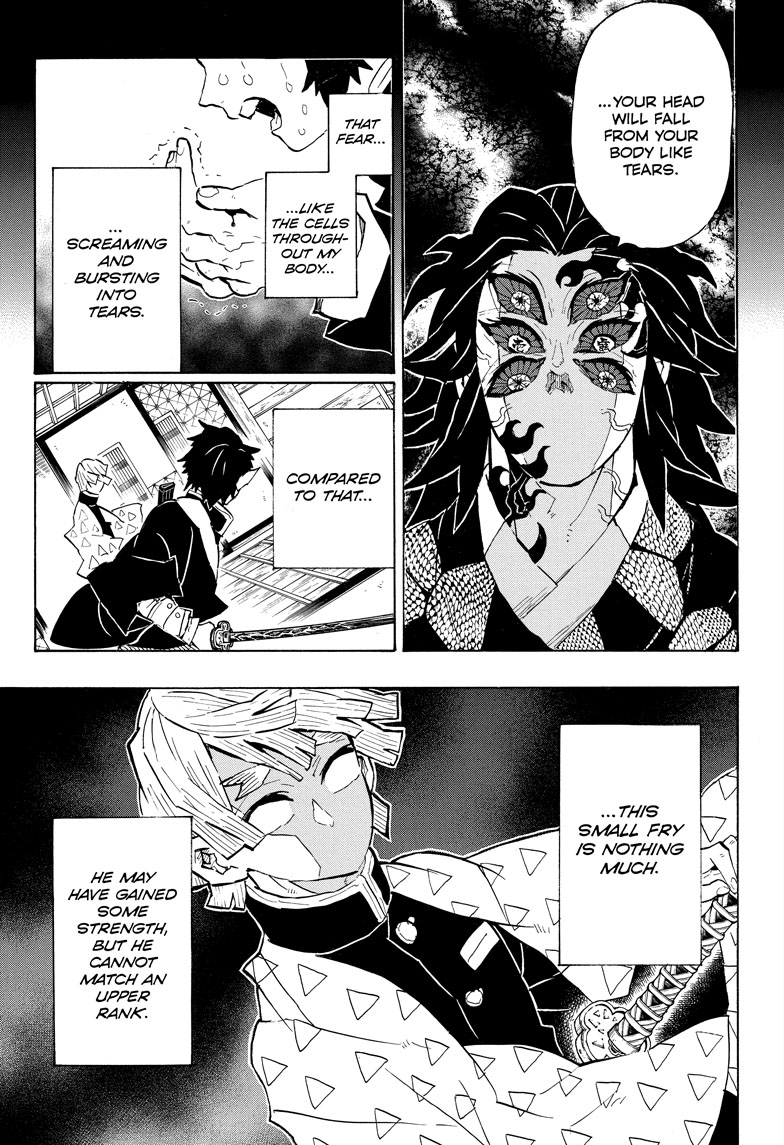 ...YOUR HEAD
WILL FALL
FROM YOUR
BODY LIKE
TEARS.
THAT
FEAR...
...LIKE
THE CELLS
THROUGH-
OUT MY
BODY...
...
SCREAMING
AND
BURSTING
INTO
TEARS.
COMPARED
TO THAT...
...THIS
SMALL FRY
IS NOTHING
MUCH.
HE MAY
HAVE GAINED
SOME
STRENGTH,
BUT HE
CANNOT
MATCH AN
UPPER
RANK.